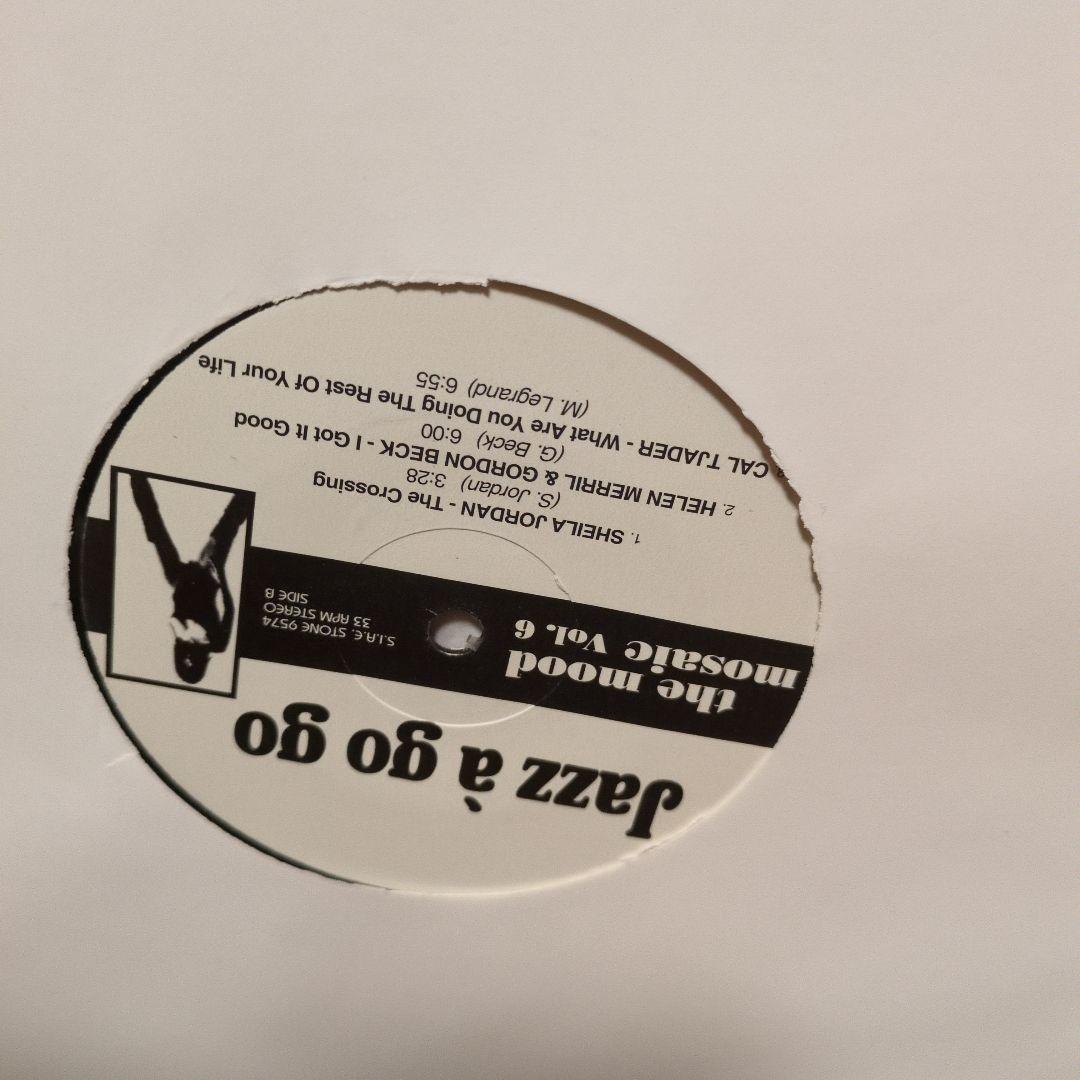 Jazz à go go
the mood
mosaic Vol. 6
S.I.A.E. STONE 9574
33 RPM STEREO
SIDE B
1. SHEILA JORDAN - The Crossing
(S. Jordan) 3:28
2. HELEN MERRIL & GORDON BECK - I Got It Good
(G. Beck) 6:00
CAL TJADER - What Are You Doing The Rest Of Your Life
(M. Legrand) 6:55